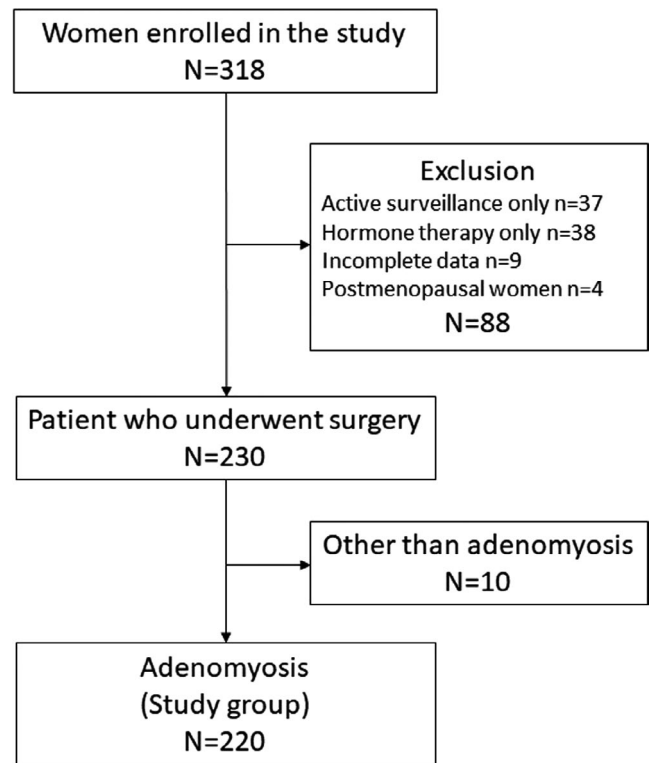 Women enrolled in the study
N=318
Exclusion
Active surveillance only n=37
Hormone therapy only n=38
Incomplete data n=9
Postmenopausal women n=4
N=88
Patient who underwent surgery
N=230
Other than adenomyosis
N=10
Adenomyosis
(Study group)
N=220